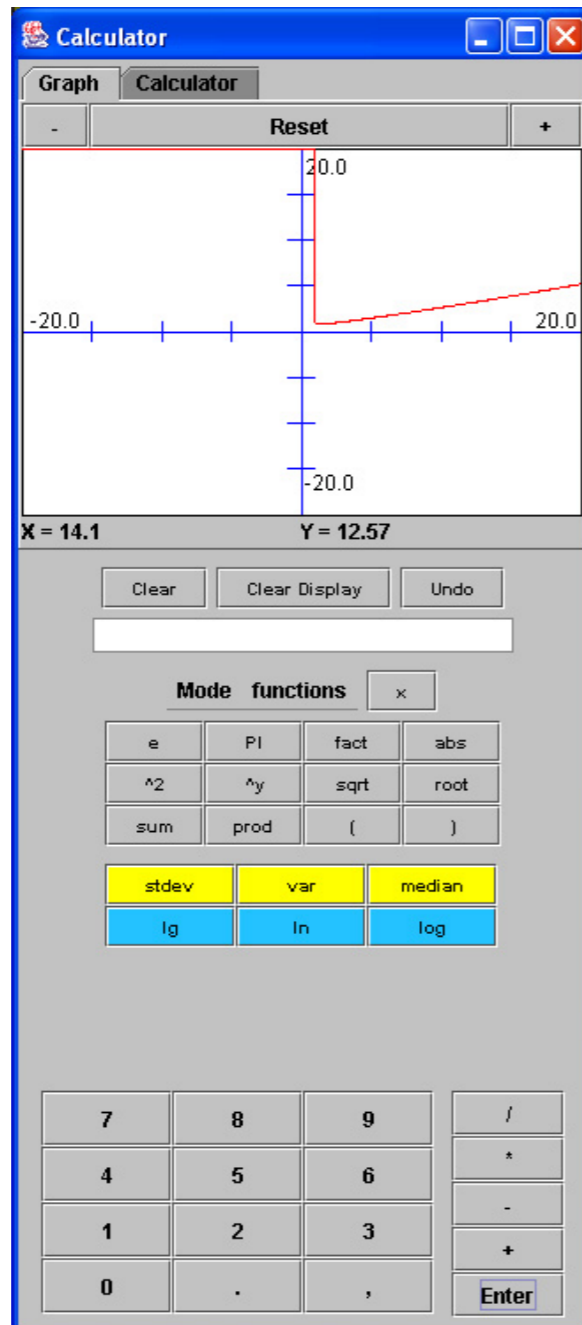 Calculator
Graph Calculator
- Reset +
20.0
-20.0 20.0
-20.0
X = 14.1 Y = 12.57
Clear Clear Display Undo
Mode functions x
e PI fact abs
^2 ^y sqrt root
sum prod ( )
stdev var median
lg ln log
7 8 9 /
4 5 6 *
1 2 3 -
+
0 . , Enter